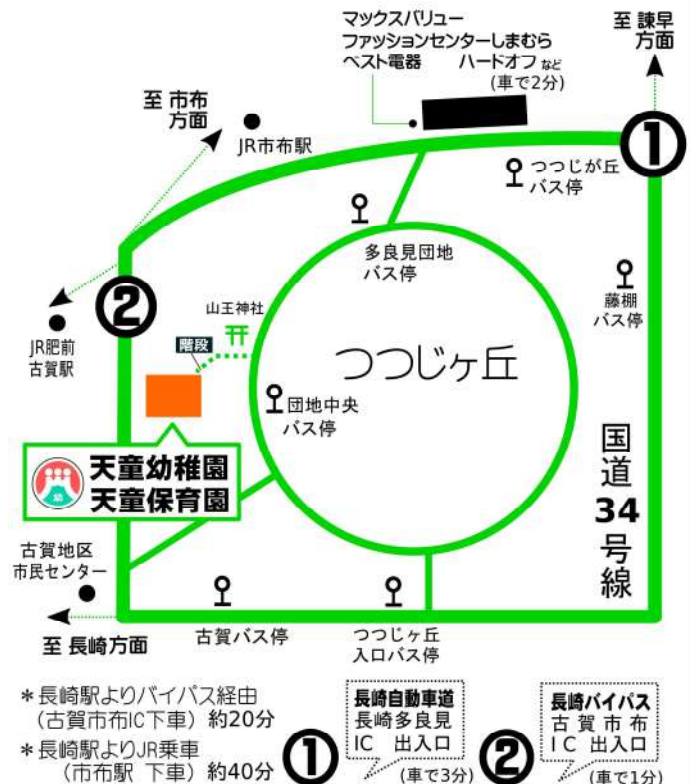 マックスバリュー
ファッションセンターしまむら
ベスト電器 ハードオフ など
(車で2分)
至 諫早
方面
至 市布
方面
JR市布駅
①
つつじが丘
バス停
多良見団地
バス停
藤棚
バス停
②
山王神社
階段
JR肥前
古賀駅
つつじヶ丘
団地中央
バス停
国道34号線
幼
天童幼稚園
天童保育園
古賀地区
市民センター
至 長崎方面
古賀バス停
つつじヶ丘
入口バス停
*長崎駅よりバイパス経由
(古賀市布IC下車) 約20分
*長崎駅よりJR乗車
(市布駅 下車) 約40分
①
長崎自動車道
長崎多良見
IC 出入口
(車で3分)
②
長崎バイパス
古賀市布
IC 出入口
(車で1分)